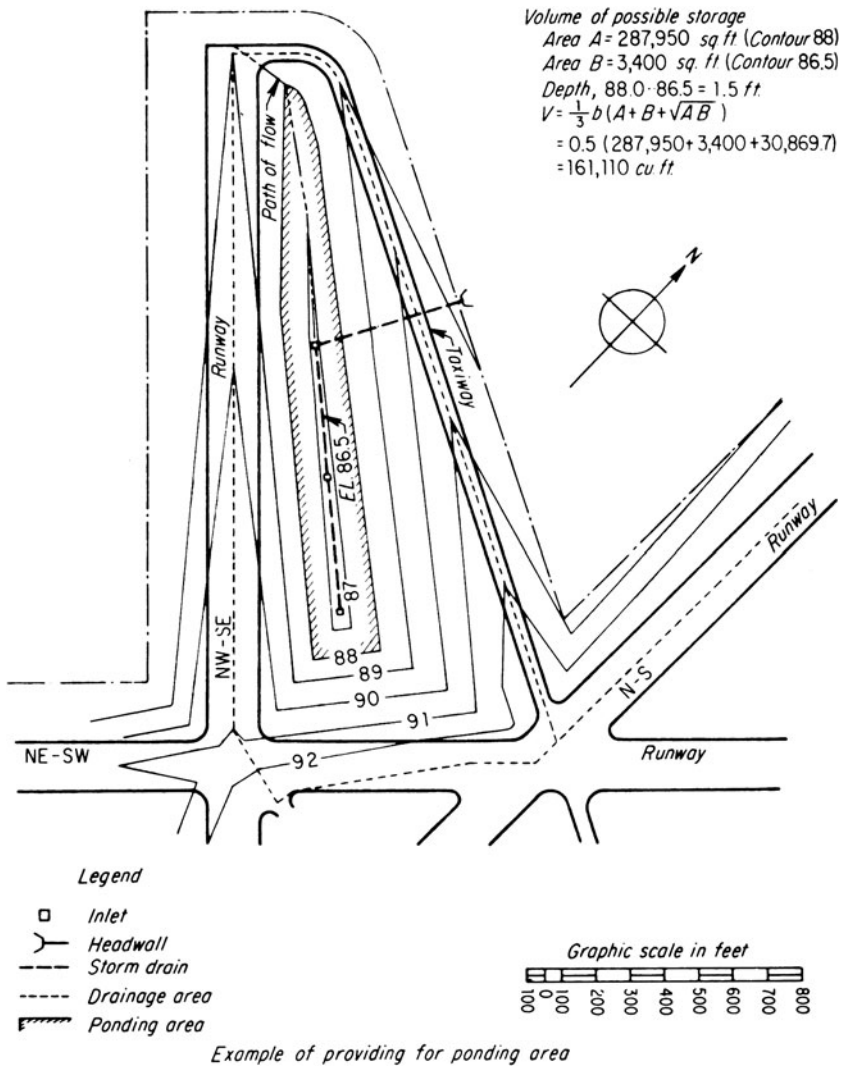 Volume of possible storage
Area A = 287,950 sq. ft. (Contour 88)
Area B = 3,400 sq. ft. (Contour 86.5)
Depth, 88.0--86.5 = 1.5 ft.
V = 1/3 b (A + B + √AB )
= 0.5 (287,950 + 3,400 + 30,869.7)
= 161,110 cu. ft.
N
Path of flow
Runway
Taxiway
EL. 86.5
87
Runway
NW-SE
88
89
90
91
92
N-S
NE-SW
Runway
Legend
Inlet
Headwall
Storm drain
Drainage area
Ponding area
Graphic scale in feet
100 0 100 200 300 400 500 600 700 800
Example of providing for ponding area